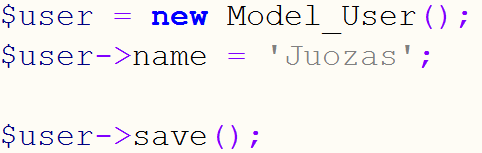 $user = new Model_User();
$user->name = 'Juozas';
$user->save();